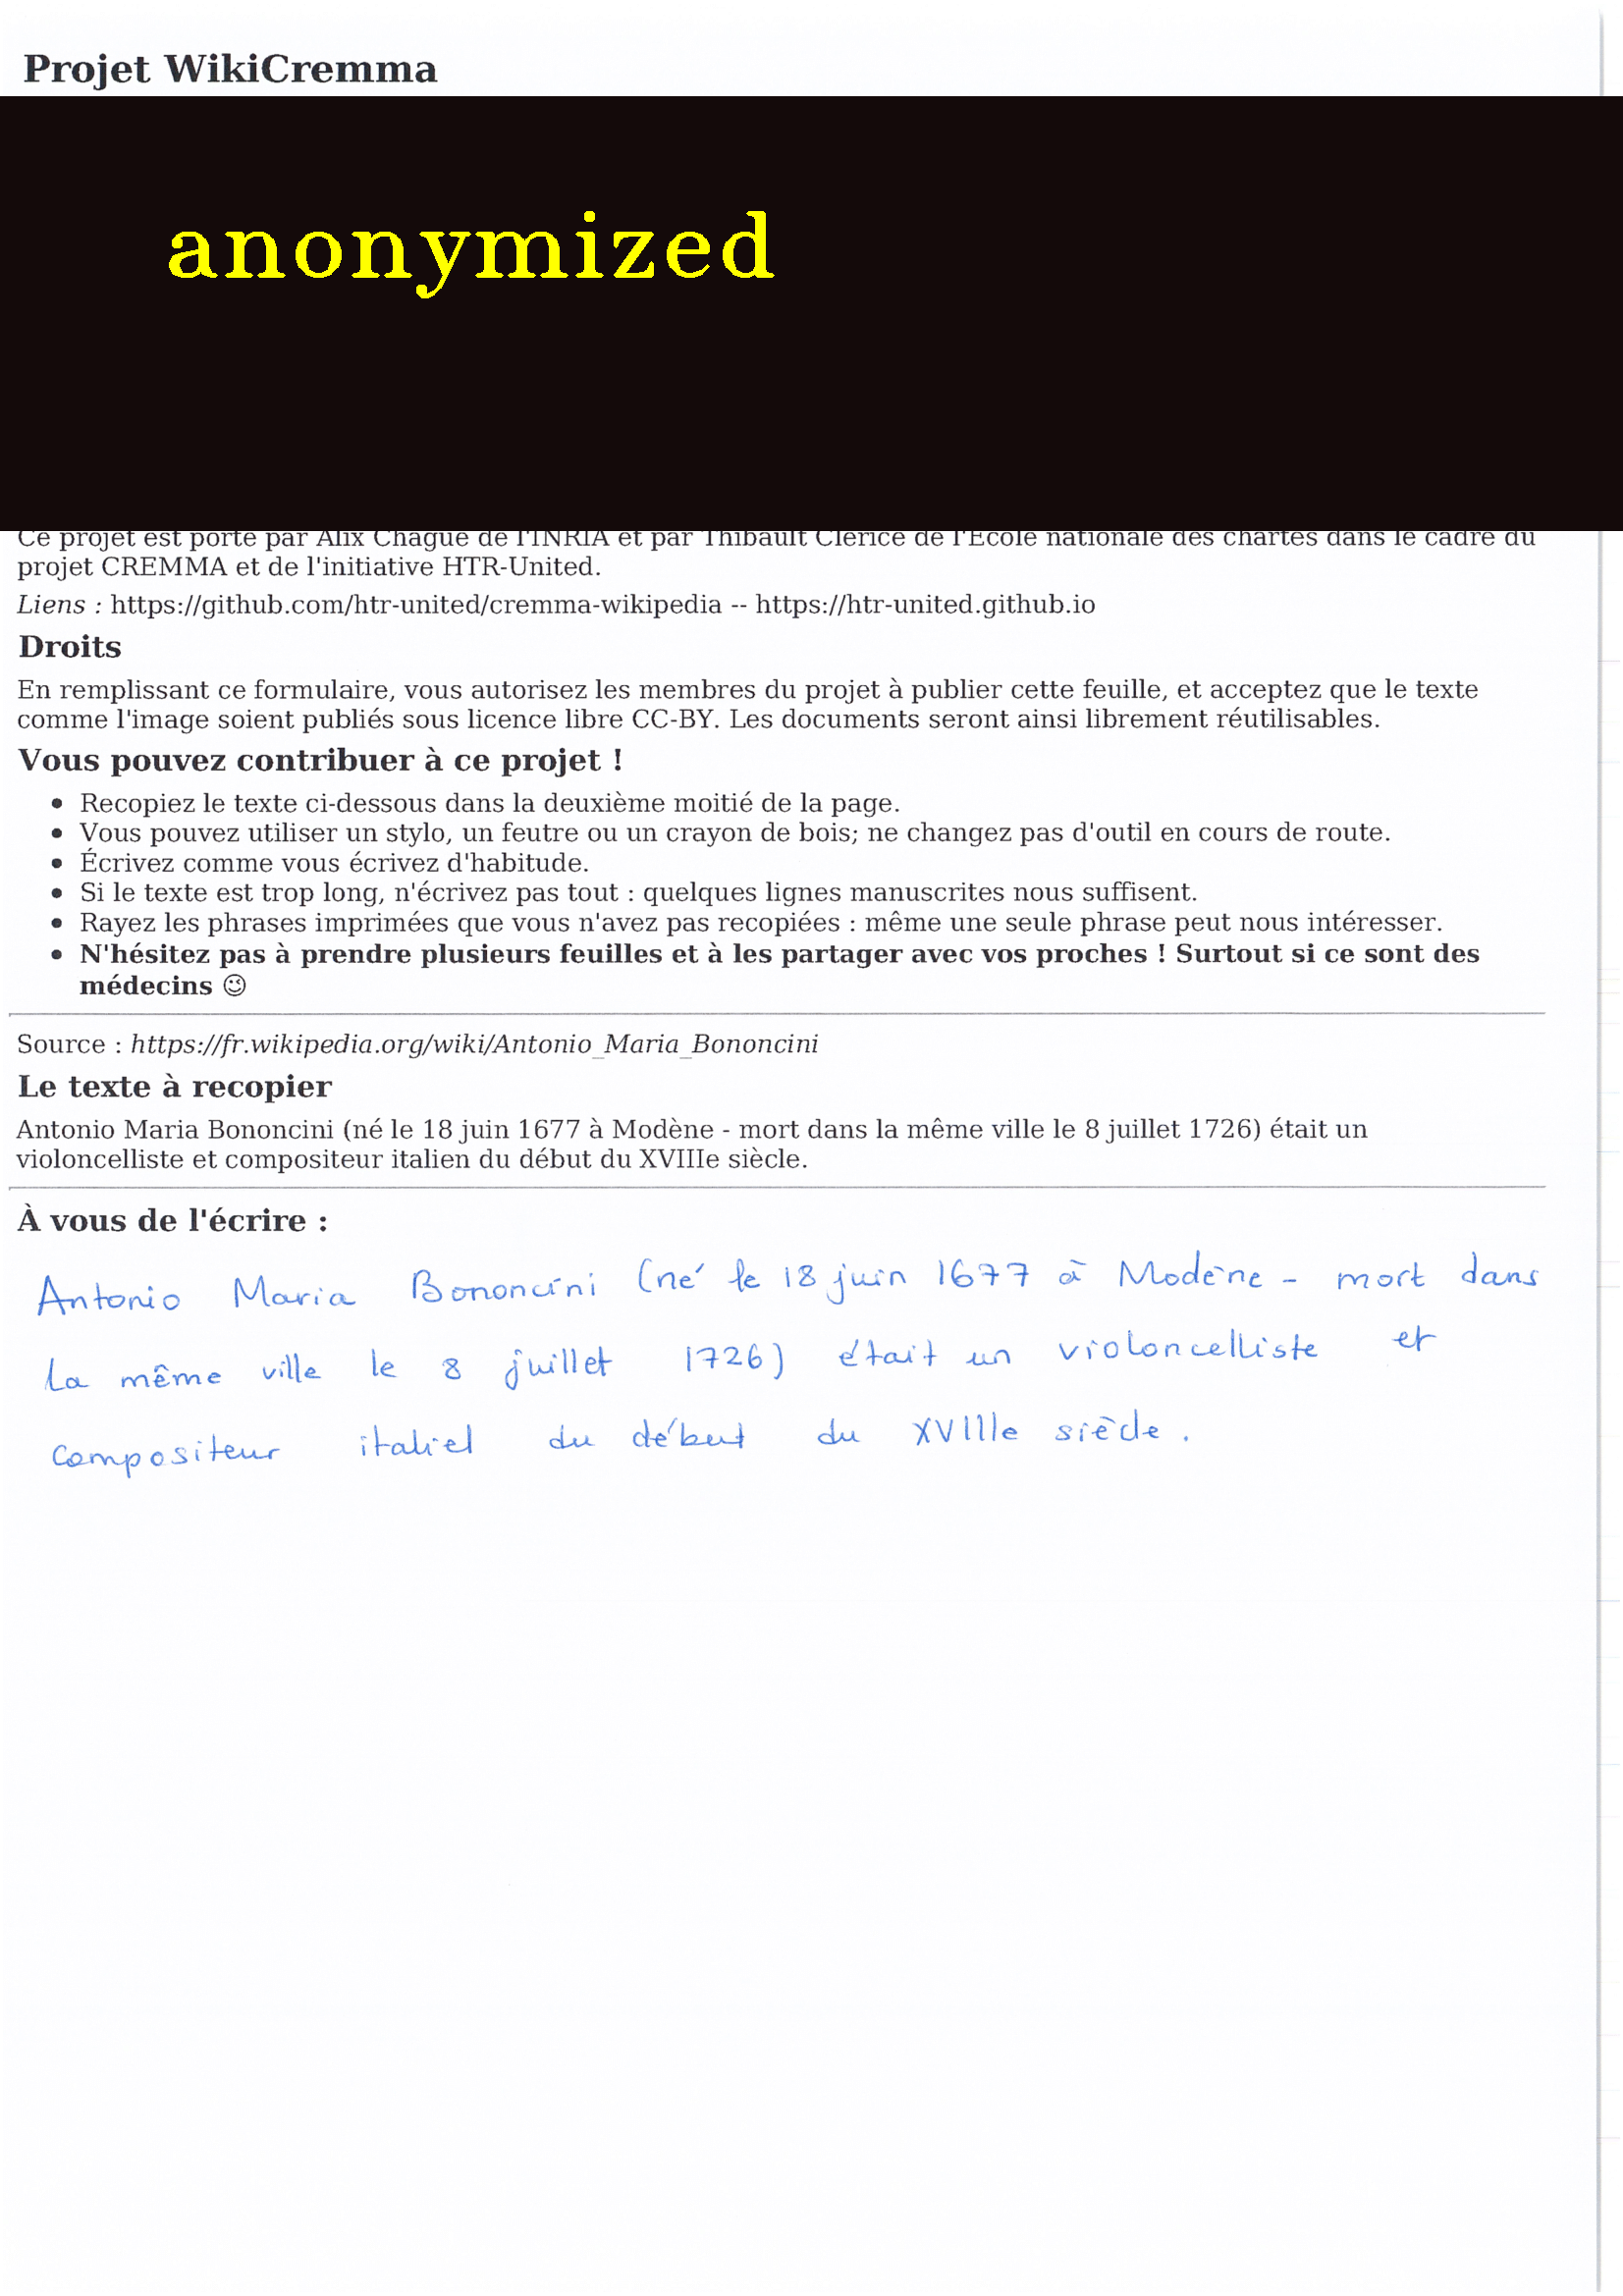 Projet WikiCremma
anonymized
Ce projet est porté par Alix Chagué de l'INRIA et par Thibault Clérice de l'École nationale des chartes dans le cadre du
projet CREMMA et de l'initiative HTR-United.
Liens : https://github.com/htr-united/cremma-wikipedia -- https://htr-united.github.io
Droits
En remplissant ce formulaire, vous autorisez les membres du projet à publier cette feuille, et acceptez que le texte
comme l'image soient publiés sous licence libre CC-BY. Les documents seront ainsi librement réutilisables.
Vous pouvez contribuer à ce projet !
• Recopiez le texte ci-dessous dans la deuxième moitié de la page.
• Vous pouvez utiliser un stylo, un feutre ou un crayon de bois; ne changez pas d'outil en cours de route.
• Écrivez comme vous écrivez d'habitude.
• Si le texte est trop long, n'écrivez pas tout : quelques lignes manuscrites nous suffisent.
• Rayez les phrases imprimées que vous n'avez pas recopiées : même une seule phrase peut nous intéresser.
• N'hésitez pas à prendre plusieurs feuilles et à les partager avec vos proches ! Surtout si ce sont des
médecins 😉
Source : https://fr.wikipedia.org/wiki/Antonio_Maria_Bononcini
Le texte à recopier
Antonio Maria Bononcini (né le 18 juin 1677 à Modène - mort dans la même ville le 8 juillet 1726) était un
violoncelliste et compositeur italien du début du XVIIIe siècle.
À vous de l'écrire :
Antonio Maria Bononcini (né le 18 juin 1677 à Modène - mort dans
la même ville le 8 juillet 1726) était un violoncelliste et
compositeur italiel du début du XVIIIe siècle.